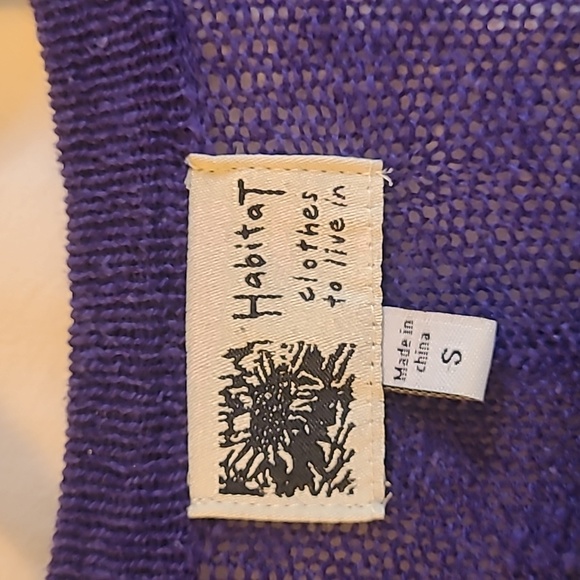 HabitaT
clothes
to live in
Made in
china
S